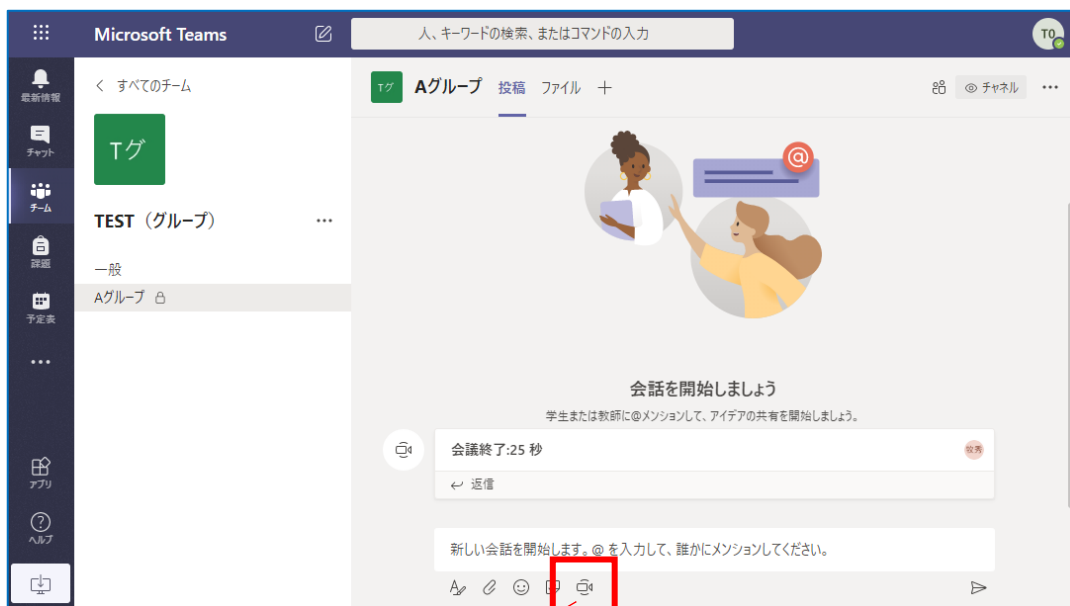 Microsoft Teams
人、キーワードの検索、またはコマンドの入力
TO
最新情報
チャット
チーム
課題
予定表
アプリ
ヘルプ
すべてのチーム
Tグ
TEST（グループ）
一般
Aグループ
Tグ Aグループ 投稿 ファイル
チャネル
@
会話を開始しましょう
学生または教師に@メンションして、アイデアの共有を開始しましょう。
会議終了:25 秒
返信
新しい会話を開始します。@ を入力して、誰かにメンションしてください。